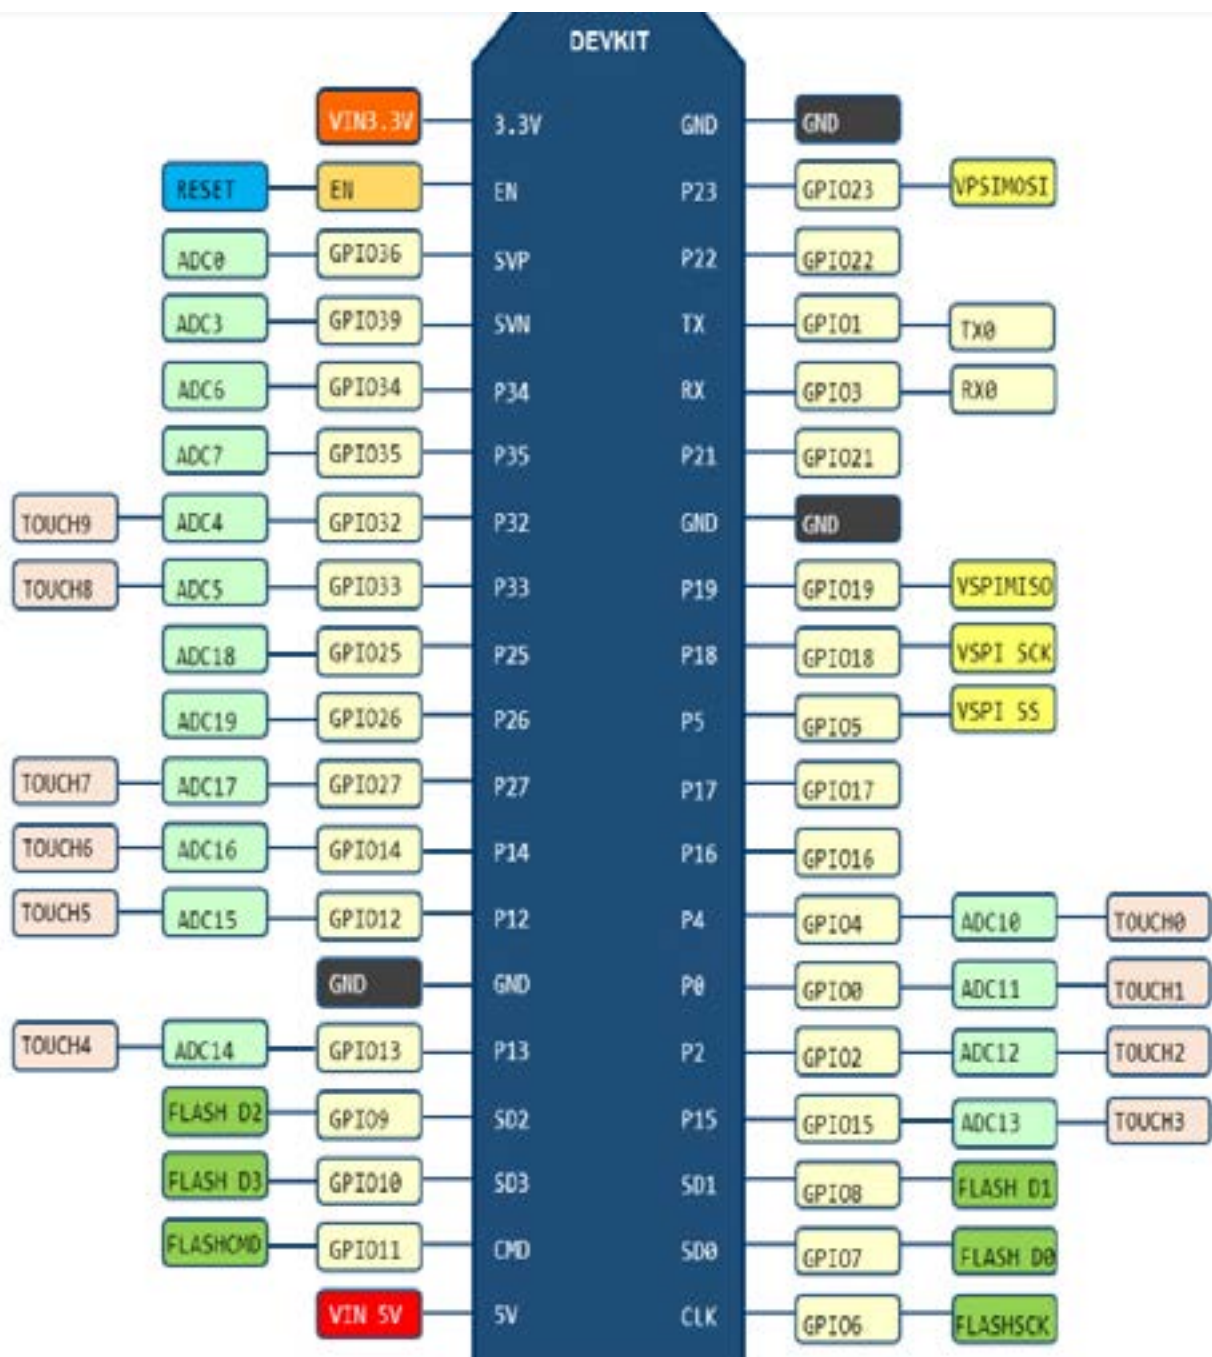 DEVKIT
VIN3.3V 3.3V GND GND
RESET EN EN P23 GPIO23 VPSIMOSI
ADC0 GPIO36 SVP P22 GPIO22
ADC3 GPIO39 SVN TX GPIO1 TX0
ADC6 GPIO34 P34 RX GPIO3 RX0
ADC7 GPIO35 P35 P21 GPIO21
TOUCH9 ADC4 GPIO32 P32 GND GND
TOUCH8 ADC5 GPIO33 P33 P19 GPIO19 VSPIMISO
ADC18 GPIO25 P25 P18 GPIO18 VSPI SCK
ADC19 GPIO26 P26 P5 GPIO5 VSPI SS
TOUCH7 ADC17 GPIO27 P27 P17 GPIO17
TOUCH6 ADC16 GPIO14 P14 P16 GPIO16
TOUCH5 ADC15 GPIO12 P12 P4 GPIO4 ADC10 TOUCH0
GND GND P0 GPIO0 ADC11 TOUCH1
TOUCH4 ADC14 GPIO13 P13 P2 GPIO2 ADC12 TOUCH2
FLASH D2 GPIO9 SD2 P15 GPIO15 ADC13 TOUCH3
FLASH D3 GPIO10 SD3 SD1 GPIO8 FLASH D1
FLASHCMD GPIO11 CMD SD0 GPIO7 FLASH D0
VIN 5V 5V CLK GPIO6 FLASHSCK